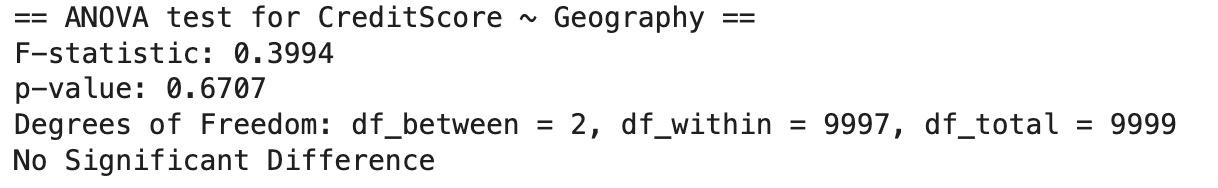 == ANOVA test for CreditScore ~ Geography ==
F-statistic: 0.3994
p-value: 0.6707
Degrees of Freedom: df_between = 2, df_within = 9997, df_total = 9999
No Significant Difference